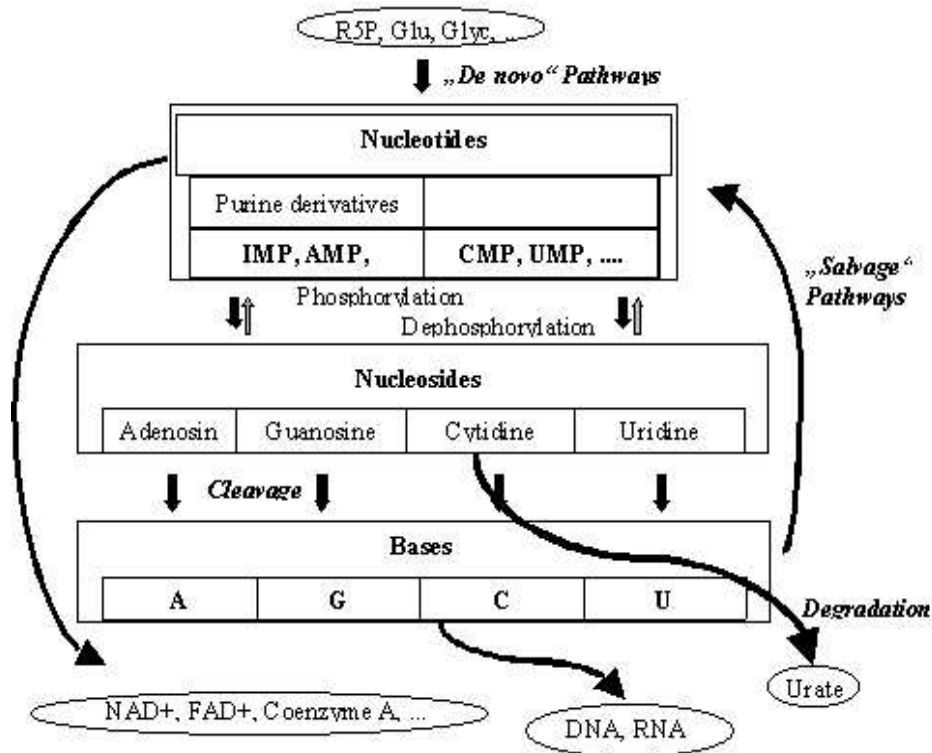 R5P, Glu, Glyc, ..
„De novo“ Pathways
Nucleotides
Purine derivatives
IMP, AMP,
CMP, UMP, ....
„Salvage“
Pathways
Phosphorylation
Dephosphorylation
Nucleosides
Adenosin
Guanosine
Cytidine
Uridine
Cleavage
Bases
A
G
C
U
Degradation
Urate
NAD+, FAD+, Coenzyme A, ...
DNA, RNA